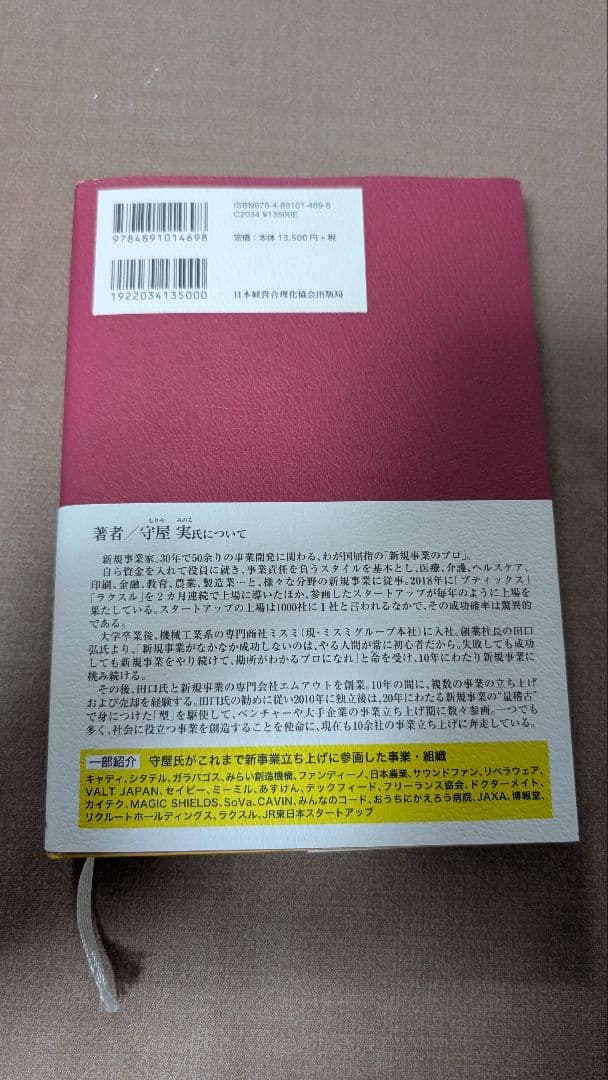 ISBN978-4-89101-469-8
C2034 ¥13500E
定価：本体 13,500円＋税
9784891014698
1922034135000
日本経営合理化協会出版局
著者／守屋 実氏について
もりや みのる
新規事業家。30年で50余りの事業開発に関わる、わが国屈指の「新規事業のプロ」。
自ら資金を入れて役員に就き、事業責任を負うスタイルを基本とし、医療、介護、ヘルスケア、
印刷、金融、教育、農業、製造業…と、様々な分野の新規事業に従事。2018年に「ブティックス」
「ラクスル」を2カ月連続で上場に導いたほか、参画したスタートアップが毎年のように上場を
果たしている。スタートアップの上場は1000社に1社と言われるなかで、その成功確率は驚異的
である。
大学卒業後、機械工業系の専門商社ミスミ（現・ミスミグループ本社）に入社。創業社長の田口
弘氏より、「新規事業がなかなか成功しないのは、やる人間が常に初心者だから。失敗しても成功
しても新規事業をやり続けて、勘所がわかるプロになれ！」と命を受け、10年にわたり新規事業に
挑み続ける。
その後、田口氏と新規事業の専門会社エムアウトを創業。10年の間に、複数の事業の立ち上げ
および売却を経験する。田口氏の勧めに従い2010年に独立後は、20年にわたる新規事業の“量稽古”
で身につけた「型」を駆使して、ベンチャーや大手企業の事業立ち上げ期に数々参画。一つでも
多く、社会に役立つ事業を創造することを使命に、現在も10余社の事業立ち上げに奔走している。
一部紹介 守屋氏がこれまで新事業立ち上げに参画した事業・組織
キャディ、シタテル、ガラパゴス、みらい創造機構、ファンディーノ、日本農業、サウンドファン、リベラウェア、
VALT JAPAN、セイビー、ミーミル、あすけん、テックフィード、フリーランス協会、ドクターメイト、
カイテク、MAGIC SHIELDS、SoVa、CAVIN、みんなのコード、おうちにかえろう病院、JAXA、博報堂、
リクルートホールディングス、ラクスル、JR東日本スタートアップ